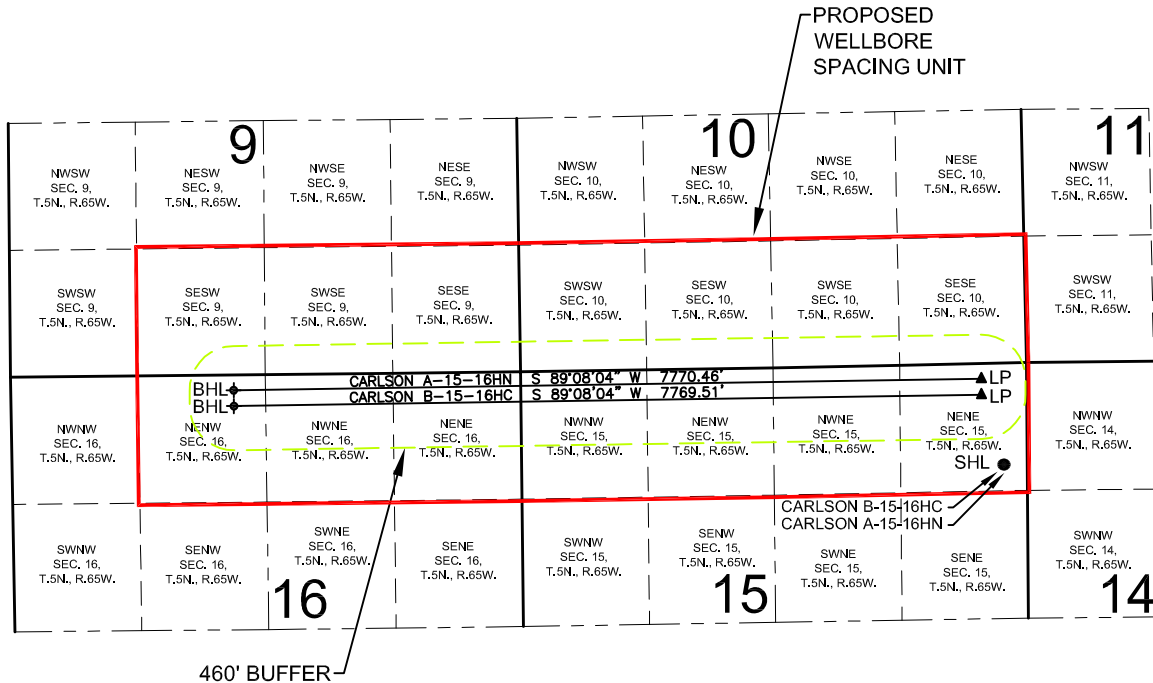 PROPOSED
WELLBORE
SPACING UNIT
9
10
11
NWSW
SEC. 9,
T.5N., R.65W.
NESW
SEC. 9,
T.5N., R.65W.
NWSE
SEC. 9,
T.5N., R.65W.
NESE
SEC. 9,
T.5N., R.65W.
NWSW
SEC. 10,
T.5N., R.65W.
NESW
SEC. 10,
T.5N., R.65W.
NWSE
SEC. 10,
T.5N., R.65W.
NESE
SEC. 10,
T.5N., R.65W.
NWSW
SEC. 11,
T.5N., R.65W.
SWSW
SEC. 9,
T.5N., R.65W.
SESW
SEC. 9,
T.5N., R.65W.
SWSE
SEC. 9,
T.5N., R.65W.
SESE
SEC. 9,
T.5N., R.65W.
SWSW
SEC. 10,
T.5N., R.65W.
SESW
SEC. 10,
T.5N., R.65W.
SWSE
SEC. 10,
T.5N., R.65W.
SESE
SEC. 10,
T.5N., R.65W.
SWSW
SEC. 11,
T.5N., R.65W.
BHL CARLSON A-15-16HN S 89°08'04" W 7770.46' LP
BHL CARLSON B-15-16HC S 89°08'04" W 7769.51' LP
NWNW
SEC. 16,
T.5N., R.65W.
NENW
SEC. 16,
T.5N., R.65W.
NWNE
SEC. 16,
T.5N., R.65W.
NENE
SEC. 16,
T.5N., R.65W.
NWNW
SEC. 15,
T.5N., R.65W.
NENW
SEC. 15,
T.5N., R.65W.
NWNE
SEC. 15,
T.5N., R.65W.
NENE
SEC. 15,
T.5N., R.65W.
NWNW
SEC. 14,
T.5N., R.65W.
SHL
CARLSON B-15-16HC
CARLSON A-15-16HN
SWNW
SEC. 16,
T.5N., R.65W.
SENW
SEC. 16,
T.5N., R.65W.
SWNE
SEC. 16,
T.5N., R.65W.
SENE
SEC. 16,
T.5N., R.65W.
SWNW
SEC. 15,
T.5N., R.65W.
SENW
SEC. 15,
T.5N., R.65W.
SWNE
SEC. 15,
T.5N., R.65W.
SENE
SEC. 15,
T.5N., R.65W.
SWNW
SEC. 14,
T.5N., R.65W.
16
15
14
460' BUFFER